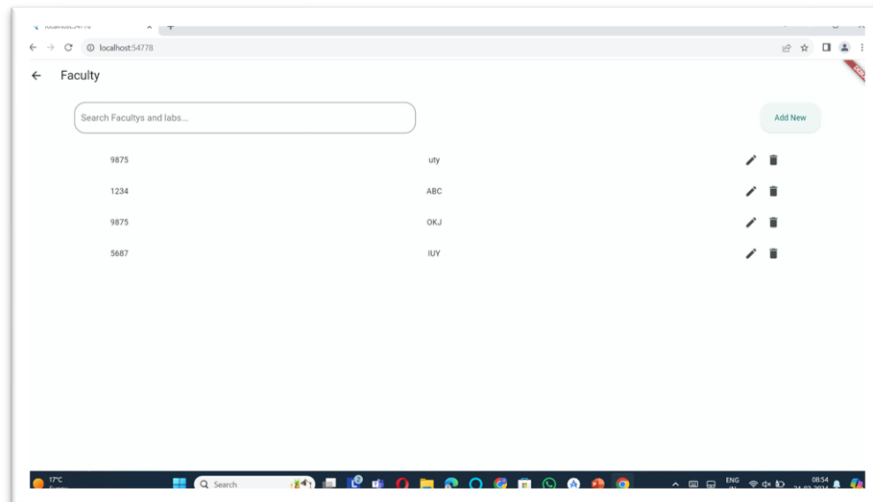 localhost:54778
Faculty
Search Facultys and labs...
Add New
9875 uty
1234 ABC
9875 OKJ
5687 IUY
17°C
Search
ENG
08:54